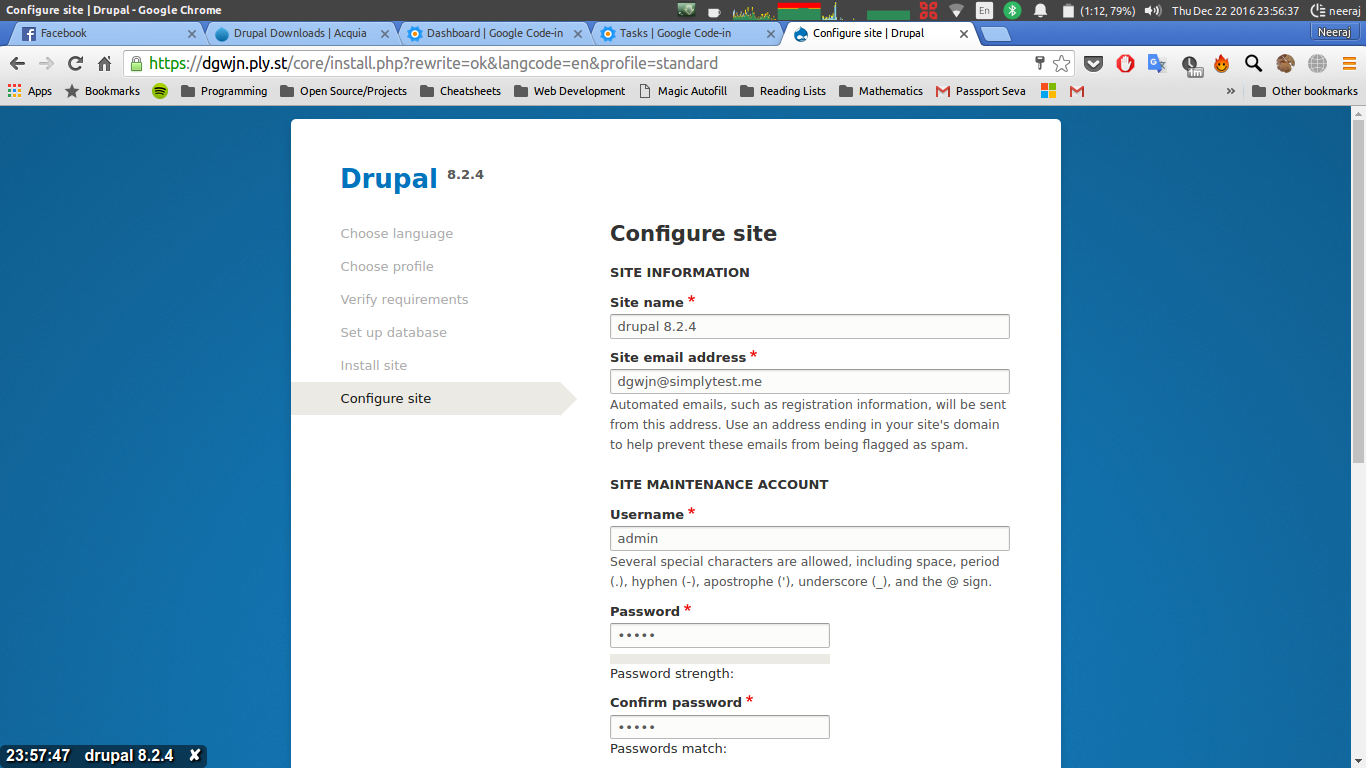 Configure site | Drupal - Google Chrome
En
(1:12, 79%)
Thu Dec 22 2016 23:56:37
neeraj
Facebook
Drupal Downloads | Acquia
Dashboard | Google Code-in
Tasks | Google Code-in
Configure site | Drupal
Neeraj
https://dgwjn.ply.st/core/install.php?rewrite=ok&langcode=en&profile=standard
1m
Apps
Bookmarks
Programming
Open Source/Projects
Cheatsheets
Web Development
Magic Autofill
Reading Lists
Mathematics
Passport Seva
»
Other bookmarks
Drupal 8.2.4
Choose language
Choose profile
Verify requirements
Set up database
Install site
Configure site
Configure site
SITE INFORMATION
Site name *
drupal 8.2.4
Site email address *
dgwjn@simplytest.me
Automated emails, such as registration information, will be sent
from this address. Use an address ending in your site's domain
to help prevent these emails from being flagged as spam.
SITE MAINTENANCE ACCOUNT
Username *
admin
Several special characters are allowed, including space, period
(.), hyphen (-), apostrophe ('), underscore (_), and the @ sign.
Password *
•••••
Password strength:
Confirm password *
•••••
Passwords match:
23:57:47 drupal 8.2.4 ✘